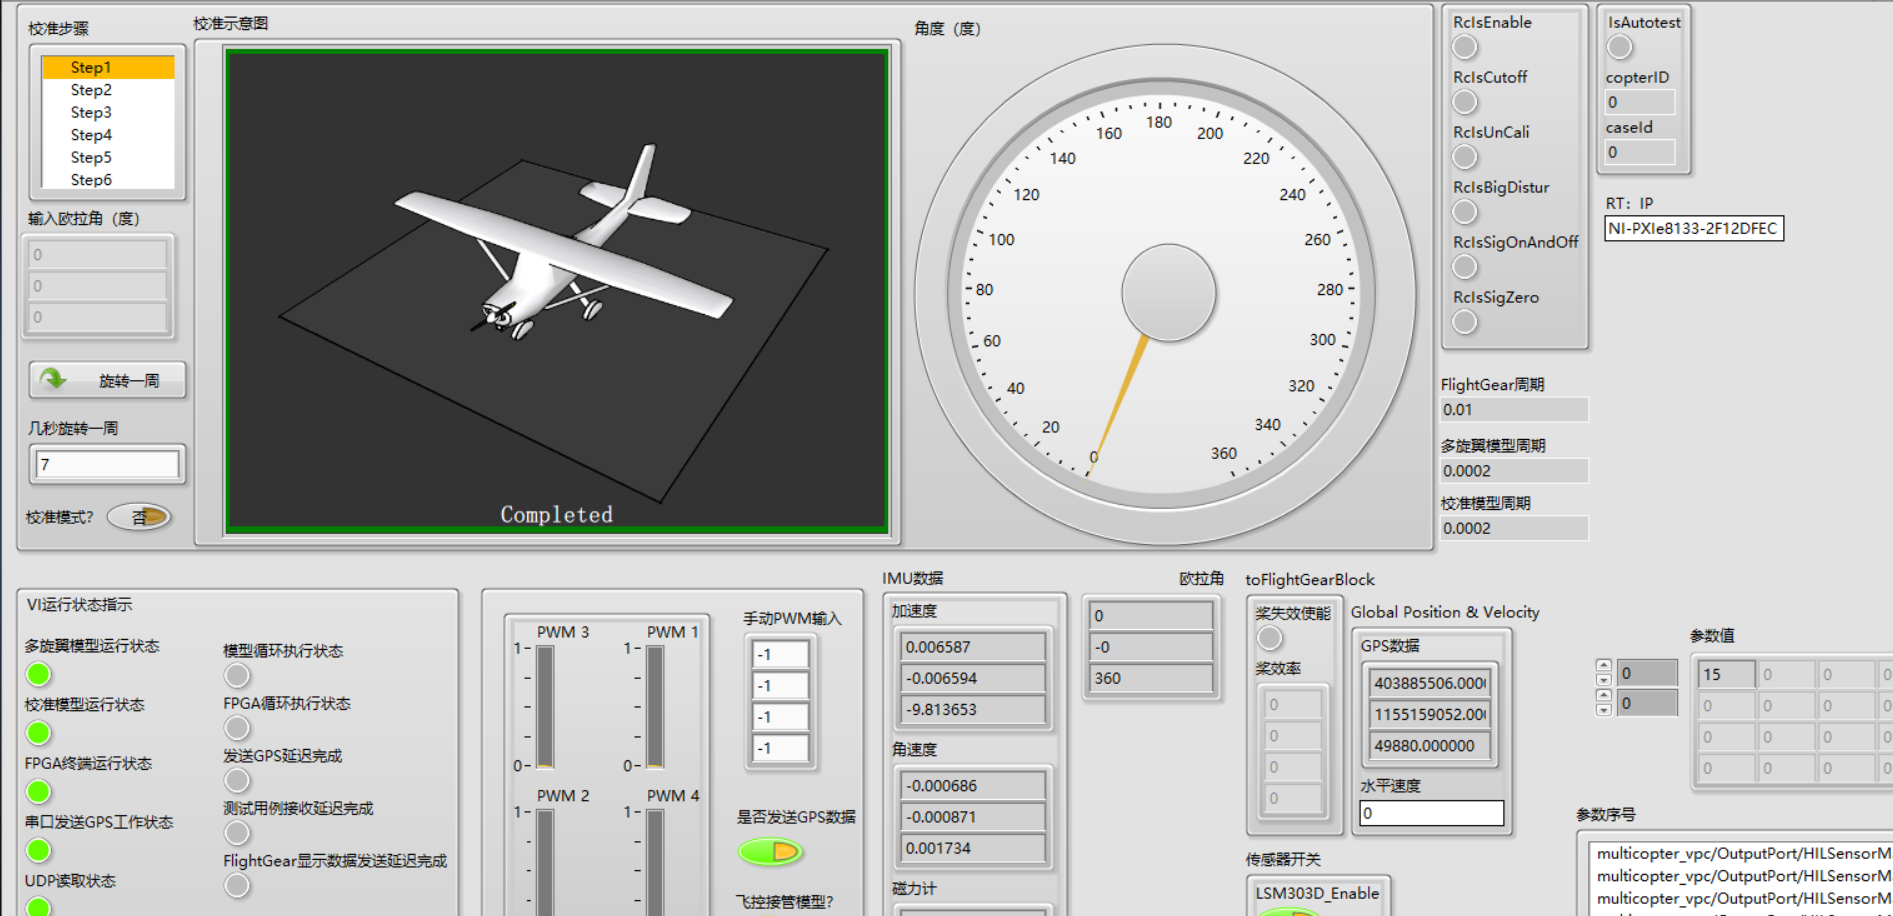 校准步骤
Step1
Step2
Step3
Step4
Step5
Step6
输入欧拉角（度）
0
0
0
旋转一周
几秒旋转一周
7
校准模式？
否
校准示意图
Completed
角度（度）
0
20
40
60
80
100
120
140
160
180
200
220
240
260
280
300
320
340
360
RcIsEnable
RcIsCutoff
RcIsUnCali
RcIsBigDistur
RcIsSigOnAndOff
RcIsSigZero
IsAutotest
copterID
0
caseId
0
RT: IP
NI-PXIe8133-2F12DFEC
FlightGear周期
0.01
多旋翼模型周期
0.0002
校准模型周期
0.0002
VI运行状态指示
多旋翼模型运行状态
校准模型运行状态
FPGA终端运行状态
串口发送GPS工作状态
UDP读取状态
模型循环执行状态
FPGA循环执行状态
发送GPS延迟完成
测试用例接收延迟完成
FlightGear显示数据发送延迟完成
PWM 3
1
0
PWM 1
1
0
PWM 2
1
PWM 4
1
手动PWM输入
-1
-1
-1
-1
是否发送GPS数据
飞控接管模型?
IMU数据
加速度
0.006587
-0.006594
-9.813653
角速度
-0.000686
-0.000871
0.001734
磁力计
欧拉角
0
-0
360
toFlightGearBlock
桨失效使能
桨效率
0
0
0
0
Global Position & Velocity
GPS数据
403885506.000
1155159052.00
49880.000000
水平速度
0
传感器开关
LSM303D_Enable
参数值
0
0
15 0 0 0
0 0 0 0
0 0 0 0
0 0 0 0
参数序号
multicopter_vpc/OutputPort/HILSensorM
multicopter_vpc/OutputPort/HILSensorM
multicopter_vpc/OutputPort/HILSensorM